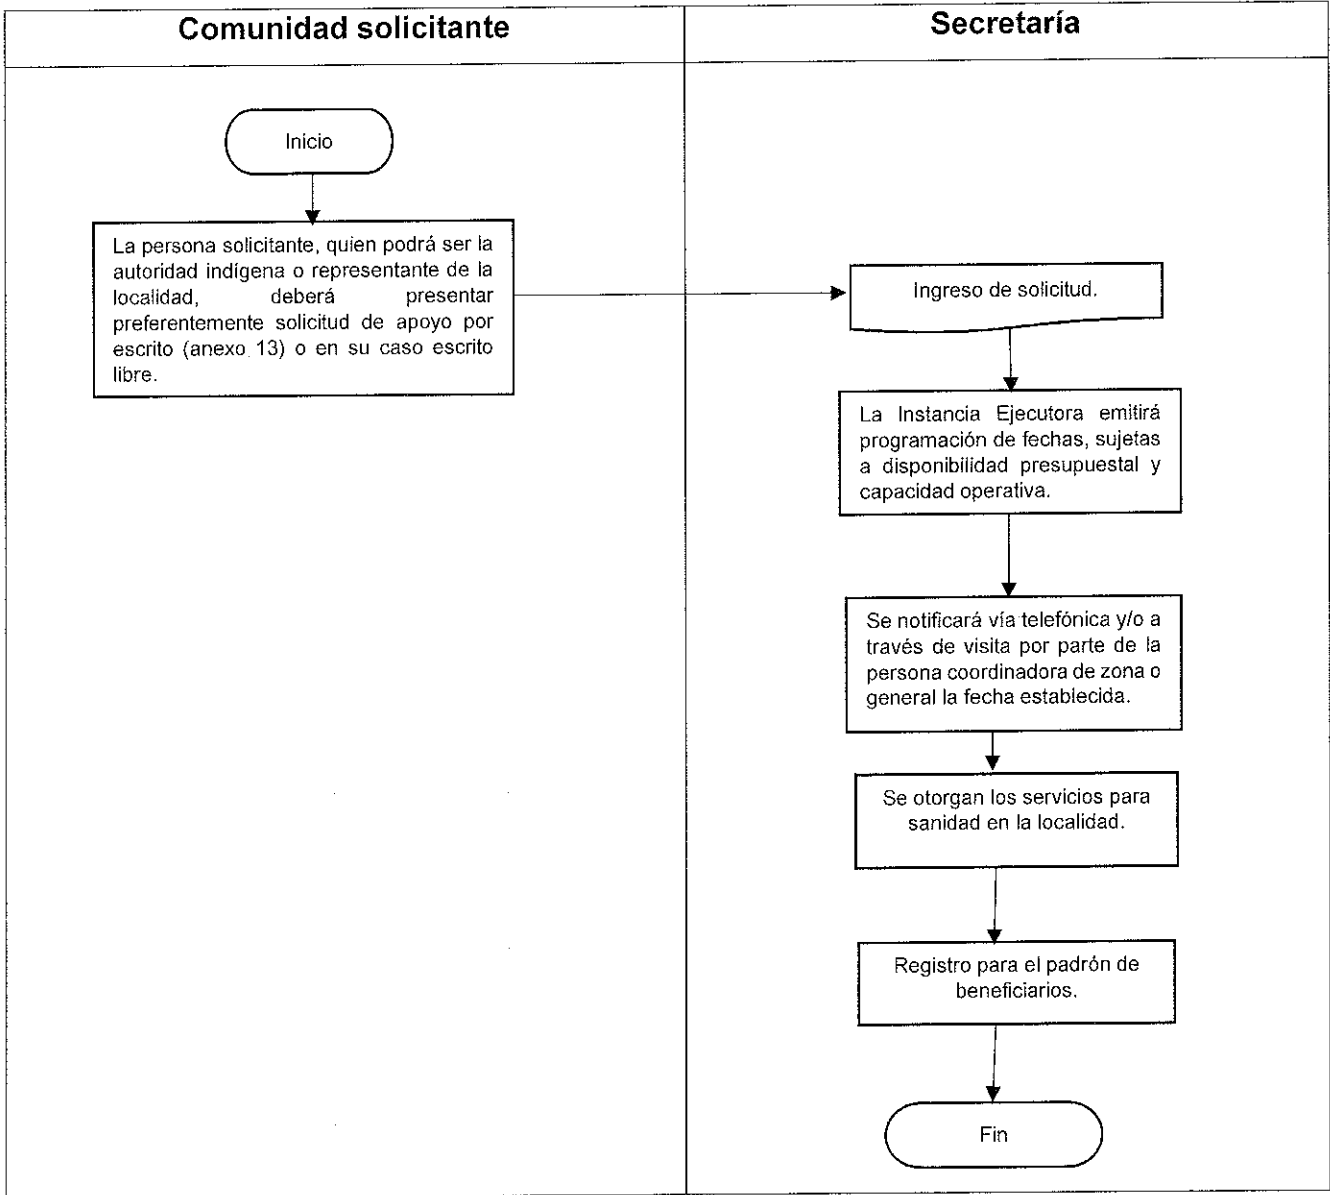 Comunidad solicitante
Secretaría
Inicio
La persona solicitante, quien podrá ser la
autoridad indígena o representante de la
localidad, deberá presentar
preferentemente solicitud de apoyo por
escrito (anexo 13) o en su caso escrito
libre.
Ingreso de solicitud.
La Instancia Ejecutora emitirá
programación de fechas, sujetas
a disponibilidad presupuestal y
capacidad operativa.
Se notificará vía telefónica y/o a
través de visita por parte de la
persona coordinadora de zona o
general la fecha establecida.
Se otorgan los servicios para
sanidad en la localidad.
Registro para el padrón de
beneficiarios.
Fin